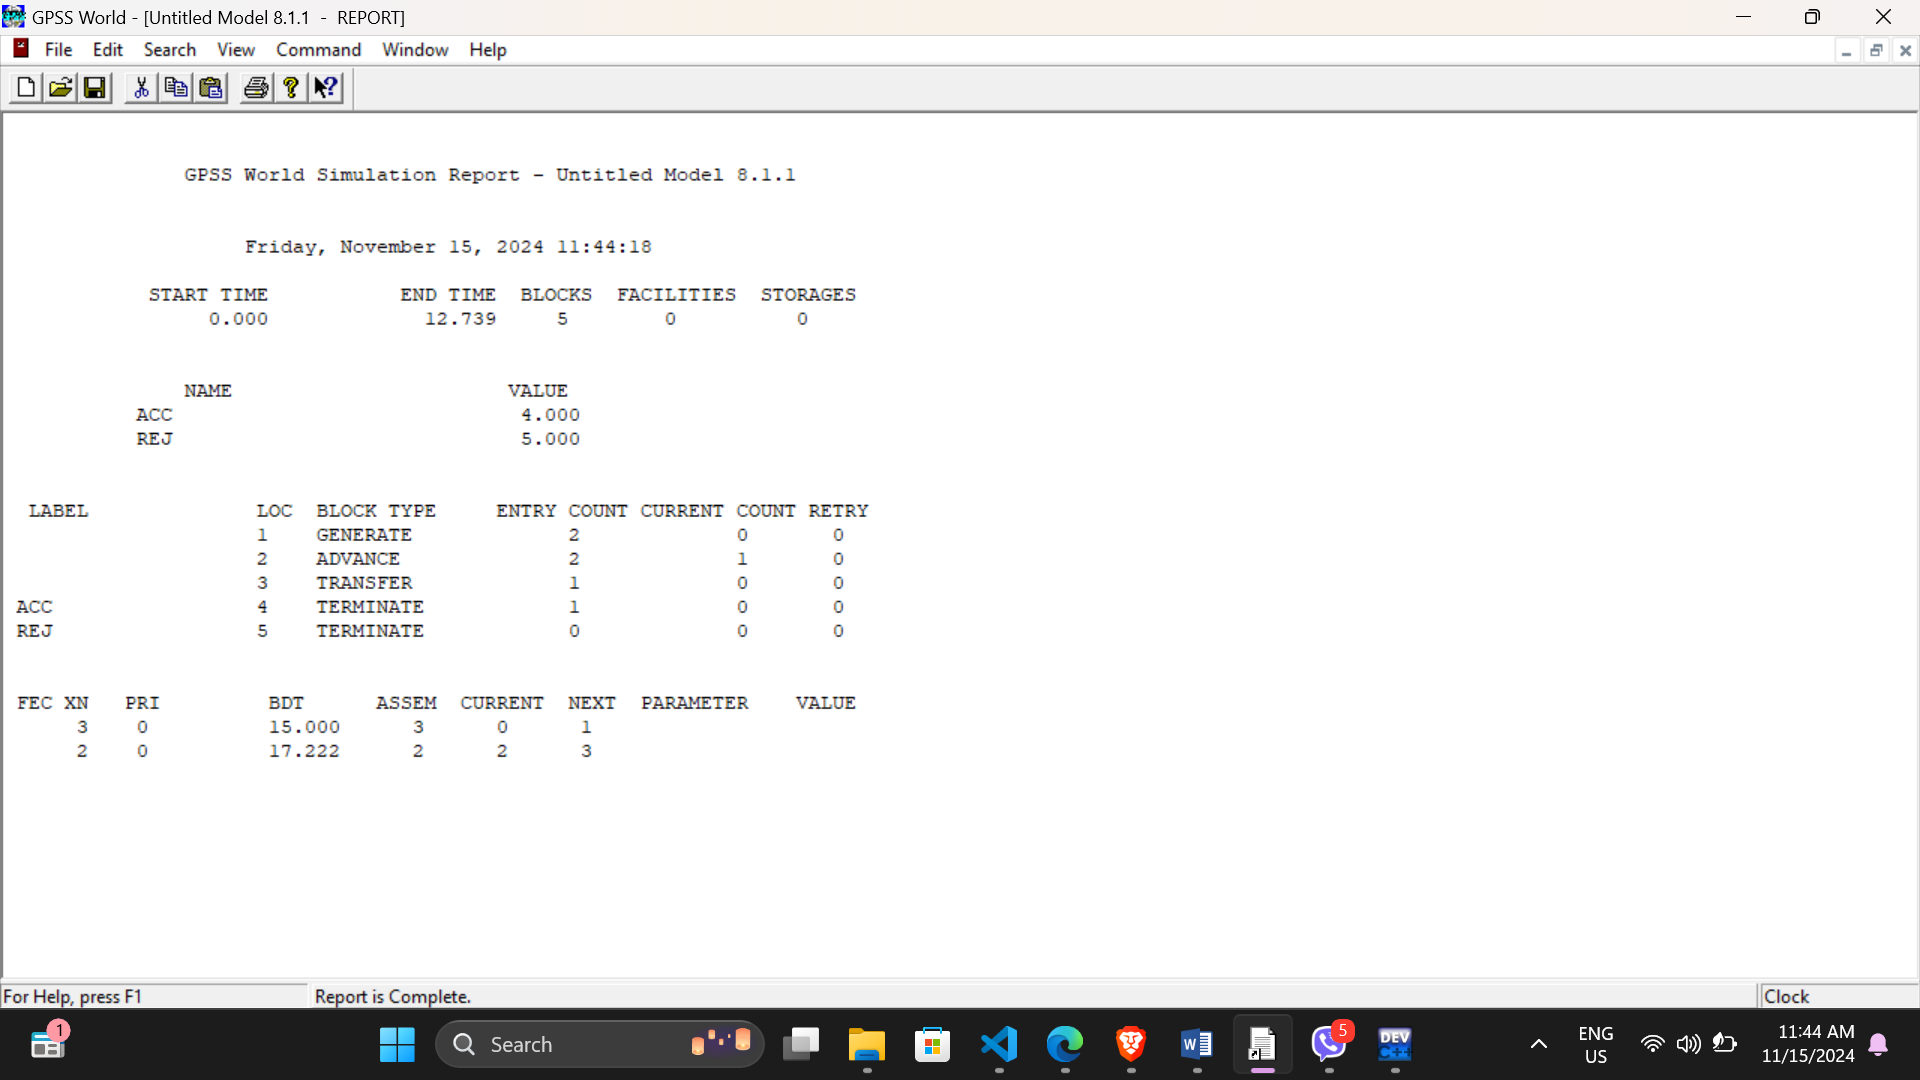 GPSS World - [Untitled Model 8.1.1 - REPORT]
File Edit Search View Command Window Help
GPSS World Simulation Report - Untitled Model 8.1.1
Friday, November 15, 2024 11:44:18
START TIME END TIME BLOCKS FACILITIES STORAGES
0.000 12.739 5 0 0
NAME VALUE
ACC 4.000
REJ 5.000
LABEL LOC BLOCK TYPE ENTRY COUNT CURRENT COUNT RETRY
1 GENERATE 2 0 0
2 ADVANCE 2 1 0
3 TRANSFER 1 0 0
ACC 4 TERMINATE 1 0 0
REJ 5 TERMINATE 0 0 0
FEC XN PRI BDT ASSEM CURRENT NEXT PARAMETER VALUE
3 0 15.000 3 0 1
2 0 17.222 2 2 3
For Help, press F1 Report is Complete. Clock
1 Search W 5 DEV C++ ENG US 11:44 AM 11/15/2024